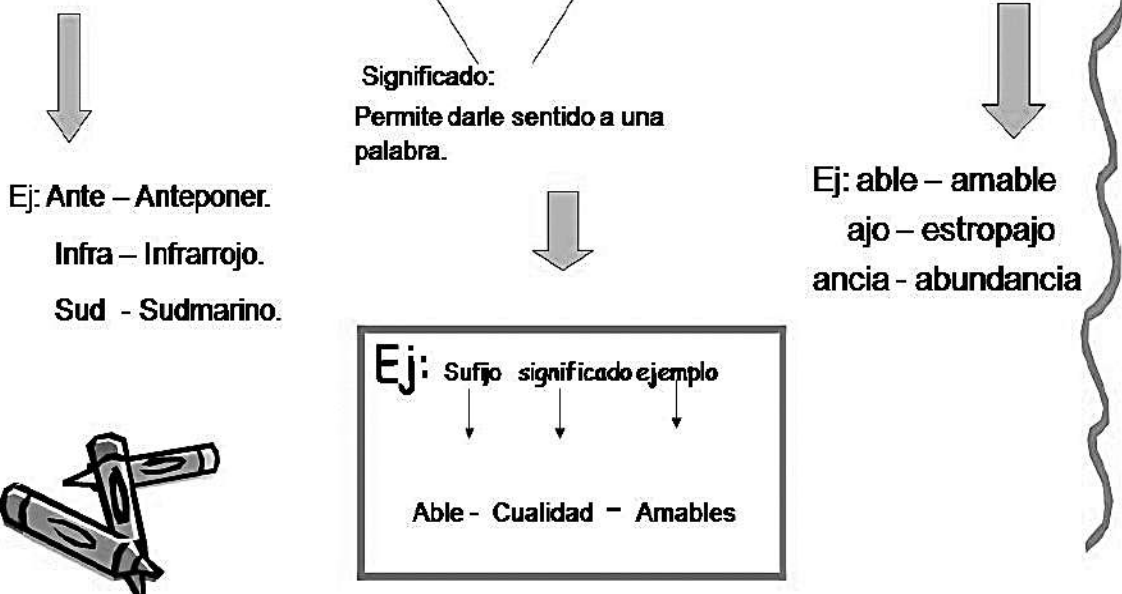 Significado:
Permite darle sentido a una
palabra.
Ej: Ante – Anteponer.
Infra – Infrarrojo.
Sud - Sudmarino.
Ej: able – amable
ajo – estropajo
ancia - abundancia
Ej: Sufijo significado ejemplo
Able - Cualidad – Amables